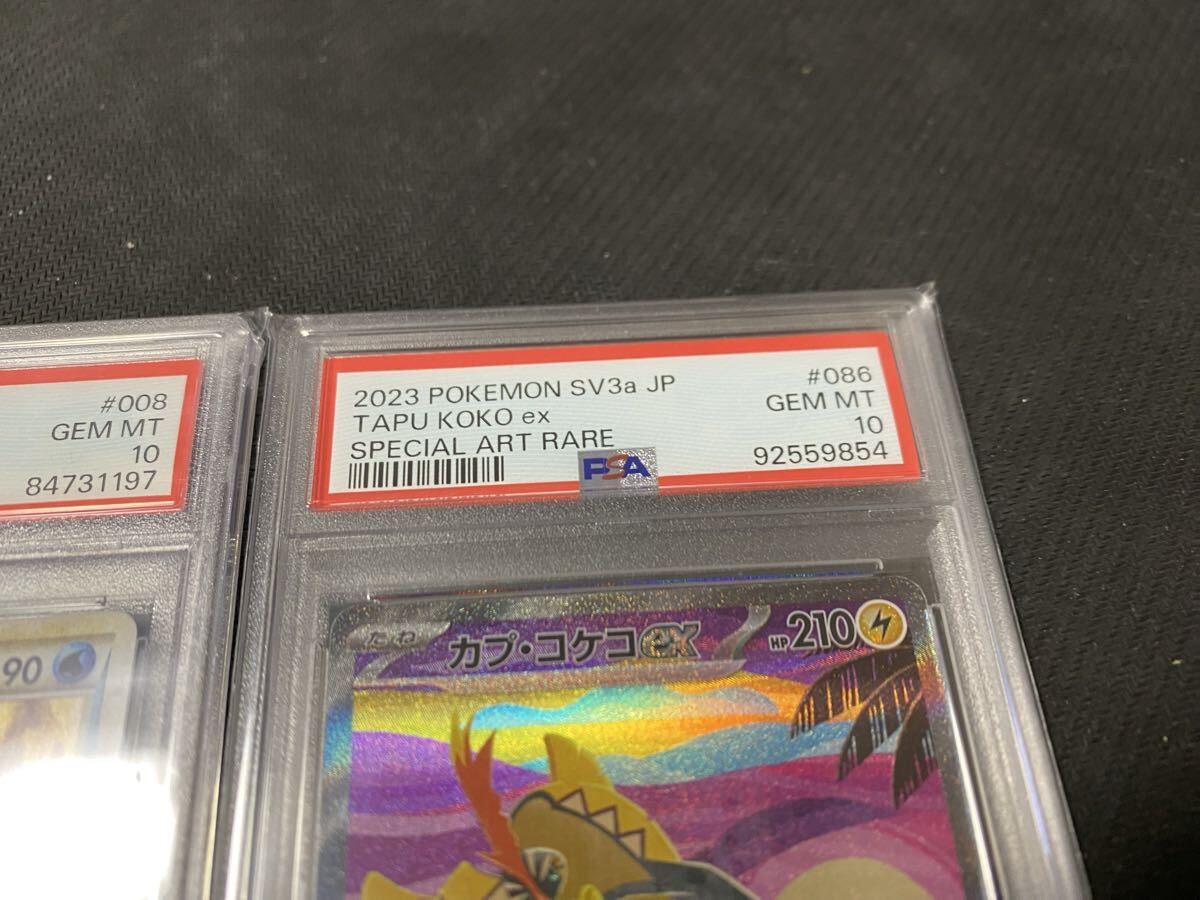 #008
GEM MT
10
84731197
90
2023 POKEMON SV3a JP #086
TAPU KOKO ex GEM MT
SPECIAL ART RARE 10
PSA 92559854
たね カプ・コケコex HP210